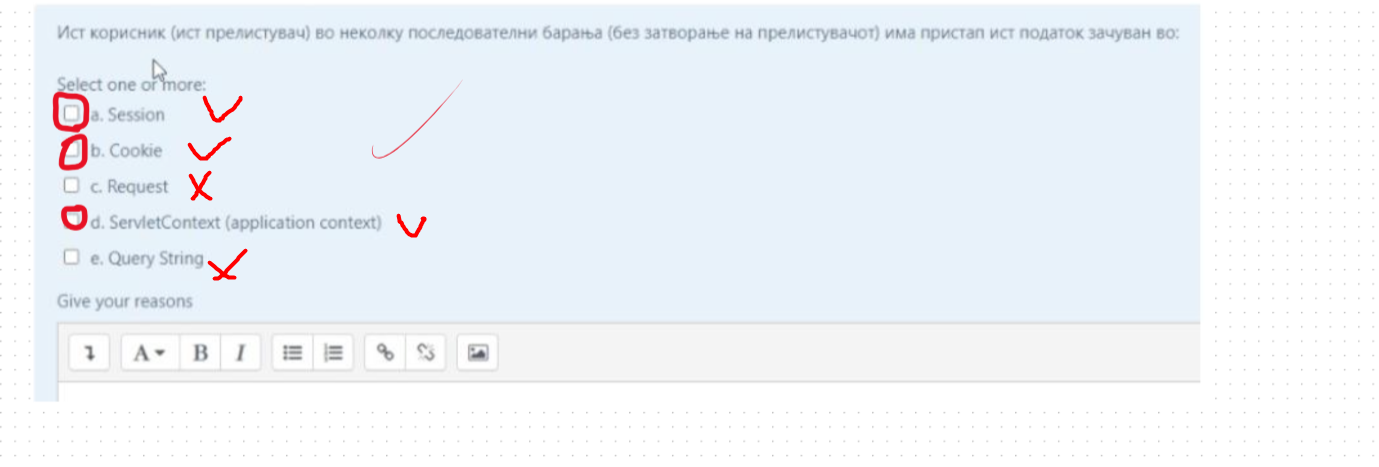 Ист корисник (ист прелистувач) во неколку последователни барања (без затворање на прелистувачот) има пристап ист податок зачуван во:
Select one or more:
a. Session
b. Cookie
c. Request
d. ServletContext (application context)
e. Query String
Give your reasons
A B I